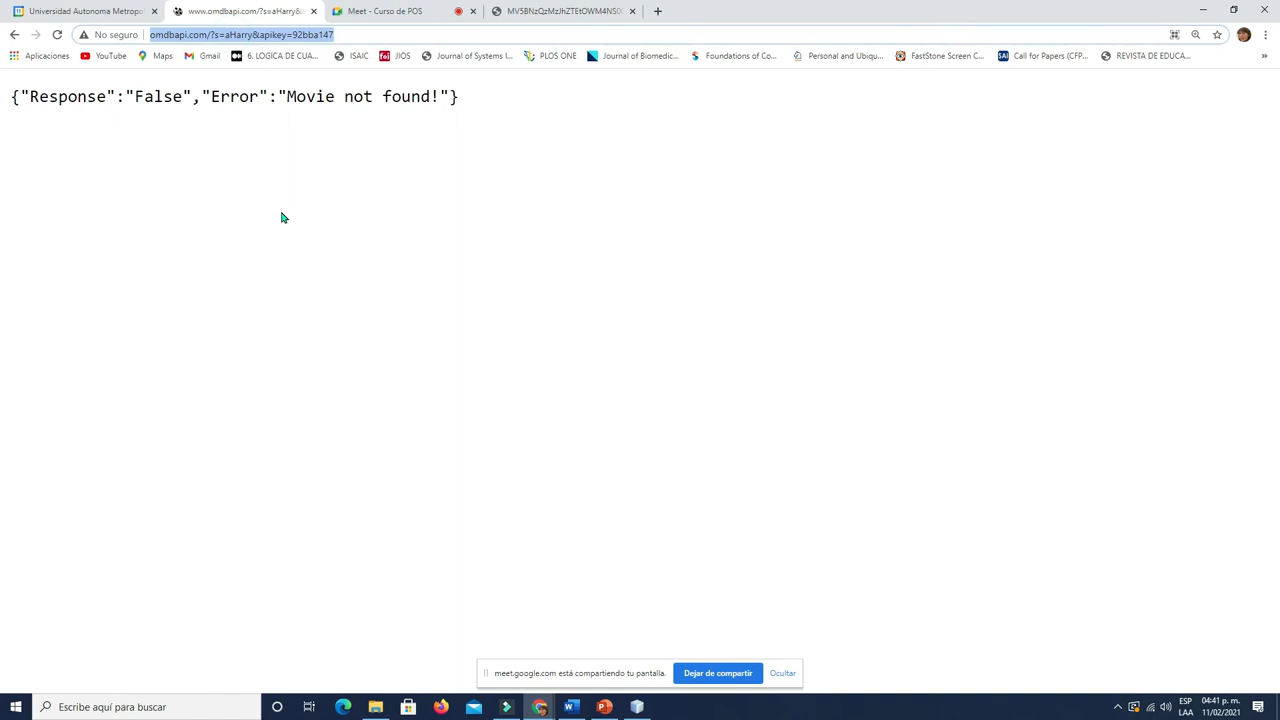 Universidad Autonoma Metropo
www.omdbapi.com/?s=aHarry&a
Meet - Curso de POS
No seguro
omdbapi.com/?s=aHarry&apikey=92bba147
Aplicaciones
YouTube
Maps
Gmail
6. LOGICA DE CUA...
ISAIC
JIOS
Journal of Systems I...
PLOS ONE
Journal of Biomedic...
Foundations of Co...
Personal and Ubiqu...
FastStone Screen C...
Call for Papers (CFP...
REVISTA DE EDUCA...
{"Response":"False","Error":"Movie not found!"}
meet.google.com está compartiendo tu pantalla.
Dejar de compartir
Ocultar
Escribe aquí para buscar
ESP
LAA
04:41 p. m.
11/02/2021